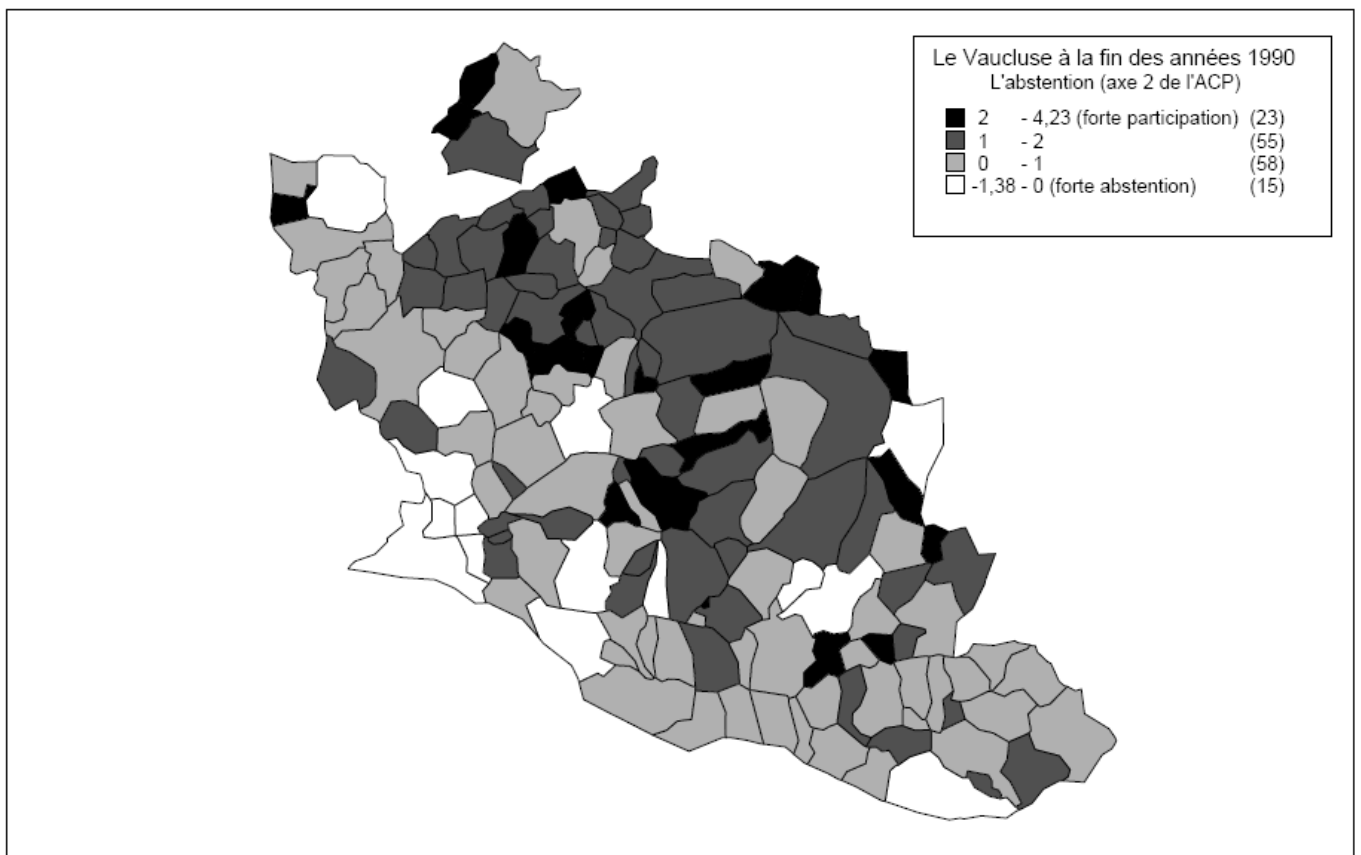 Le Vaucluse à la fin des années 1990
L'abstention (axe 2 de l'ACP)
2 - 4,23 (forte participation) (23)
1 - 2 (55)
0 - 1 (58)
-1,38 - 0 (forte abstention) (15)